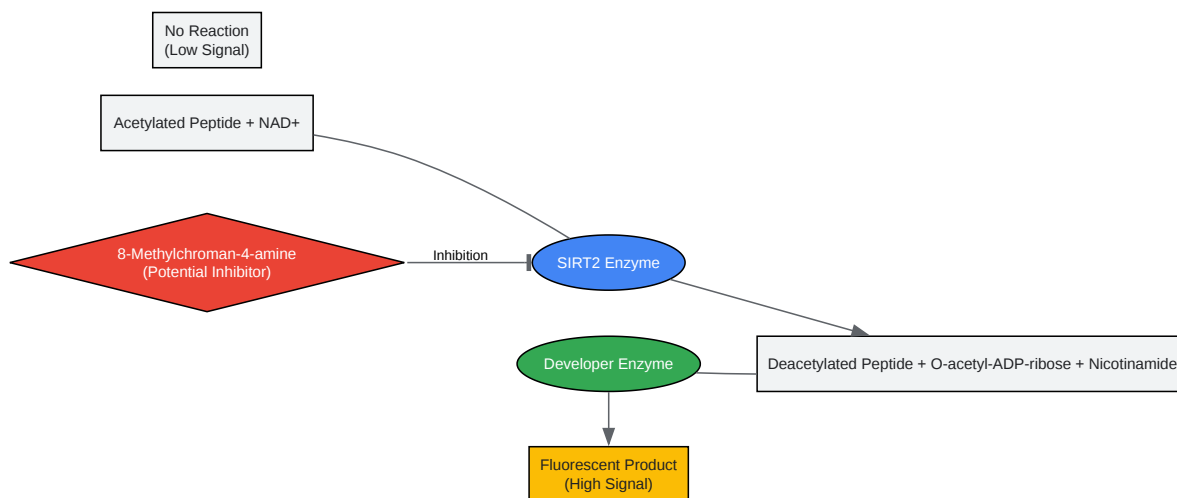 No Reaction
(Low Signal)
Acetylated Peptide + NAD+
8-Methylchroman-4-amine
(Potential Inhibitor)
Inhibition
SIRT2 Enzyme
Developer Enzyme
Deacetylated Peptide + O-acetyl-ADP-ribose + Nicotinamide
Fluorescent Product
(High Signal)